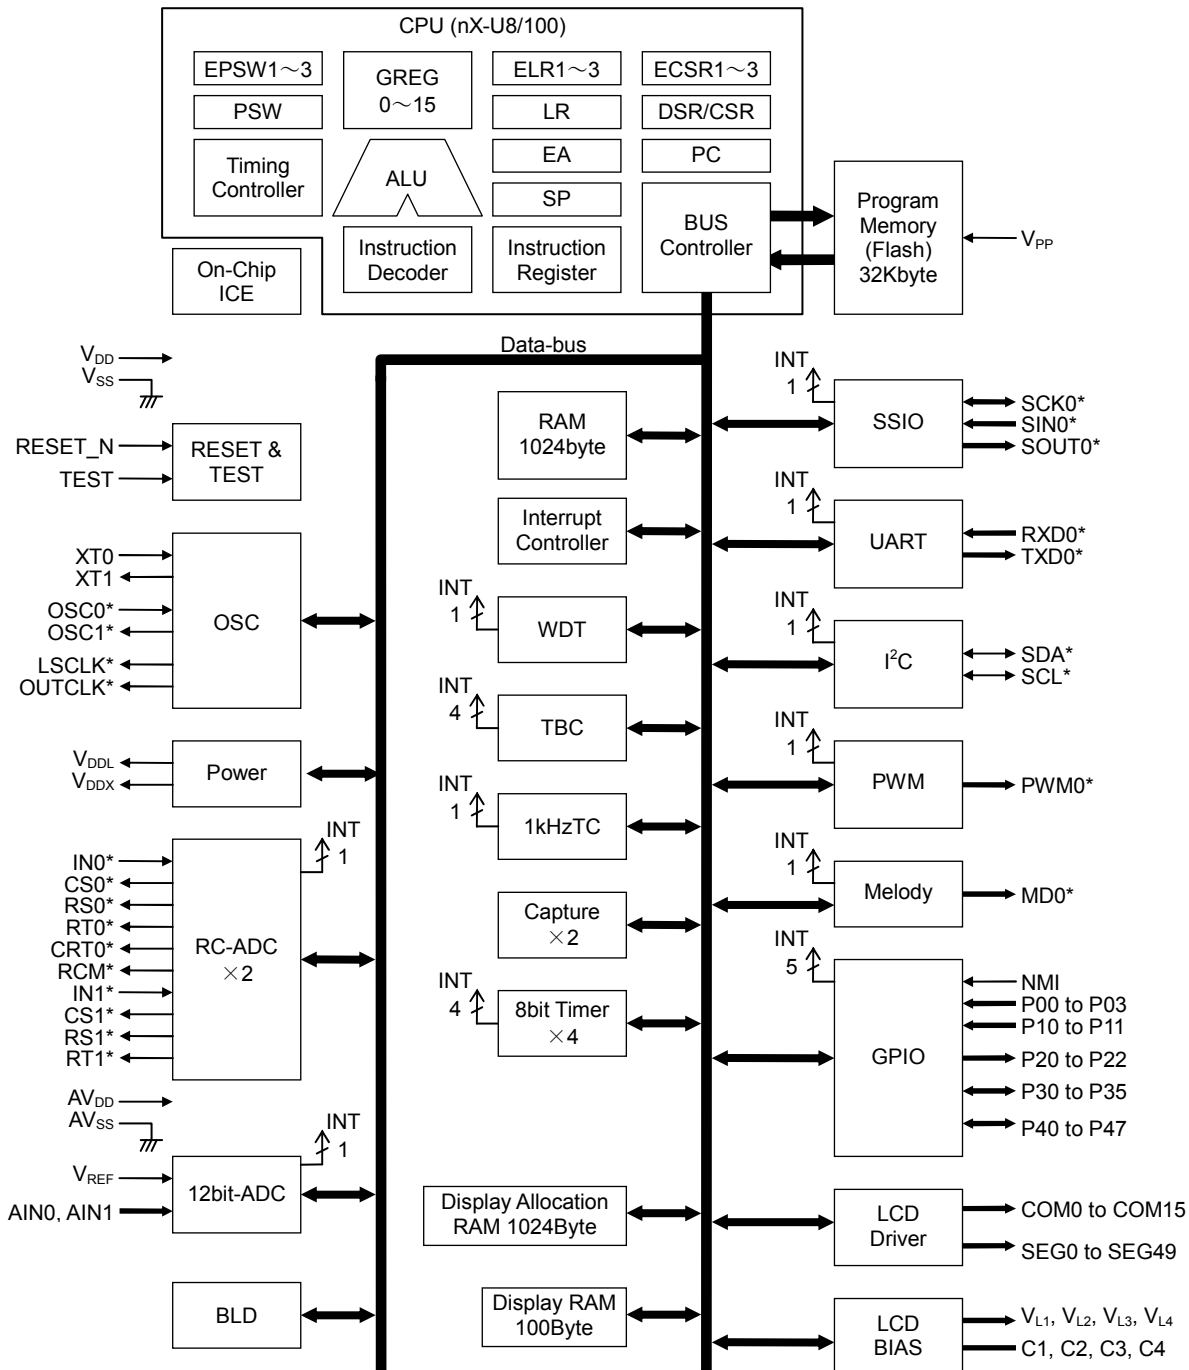 CPU (nX-U8/100)
EPSW1～3
GREG
0～15
ELR1～3
ECSR1～3
PSW
LR
DSR/CSR
Timing
Controller
ALU
EA
PC
SP
BUS
Controller
Instruction
Decoder
Instruction
Register
On-Chip
ICE
Program
Memory
(Flash)
32Kbyte
VPP
Data-bus
VDD
VSS
RESET_N
TEST
RESET &
TEST
XT0
XT1
OSC0*
OSC1*
LSCLK*
OUTCLK*
OSC
VDDL
VDDX
Power
INT
1
IN0*
CS0*
RS0*
RT0*
CRT0*
RCM*
IN1*
CS1*
RS1*
RT1*
RC-ADC
×2
AVDD
AVSS
INT
1
VREF
AIN0, AIN1
12bit-ADC
BLD
RAM
1024byte
Interrupt
Controller
INT
1
WDT
INT
4
TBC
INT
1
1kHzTC
Capture
×2
INT
4
8bit Timer
×4
Display Allocation
RAM 1024Byte
Display RAM
100Byte
INT
1
SSIO
SCK0*
SIN0*
SOUT0*
INT
1
UART
RXD0*
TXD0*
INT
1
I²C
SDA*
SCL*
INT
1
PWM
PWM0*
INT
1
Melody
MD0*
INT
5
GPIO
NMI
P00 to P03
P10 to P11
P20 to P22
P30 to P35
P40 to P47
LCD
Driver
COM0 to COM15
SEG0 to SEG49
LCD
BIAS
VL1, VL2, VL3, VL4
C1, C2, C3, C4